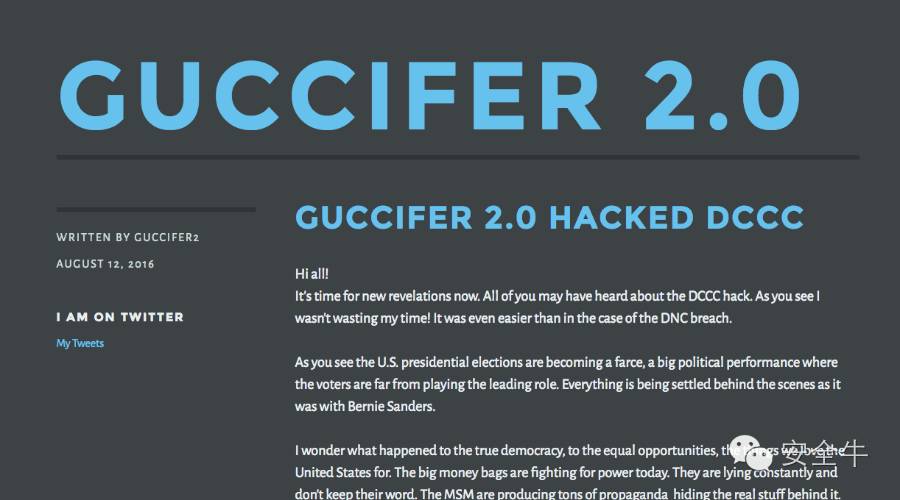 GUCCIFER 2.0
WRITTEN BY GUCCIFER2
AUGUST 12, 2016
I AM ON TWITTER
My Tweets
GUCCIFER 2.0 HACKED DCCC
Hi all!
It's time for new revelations now. All of you may have heard about the DCCC hack. As you see I
wasn't wasting my time! It was even easier than in the case of the DNC breach.
As you see the U.S. presidential elections are becoming a farce, a big political performance where
the voters are far from playing the leading role. Everything is being settled behind the scenes as it
was with Bernie Sanders.
I wonder what happened to the true democracy, to the equal opportunities, the things we love the
United States for. The big money bags are fighting for power today. They are lying constantly and
don't keep their word. The MSM are producing tons of propaganda hiding the real stuff behind it.
安全牛